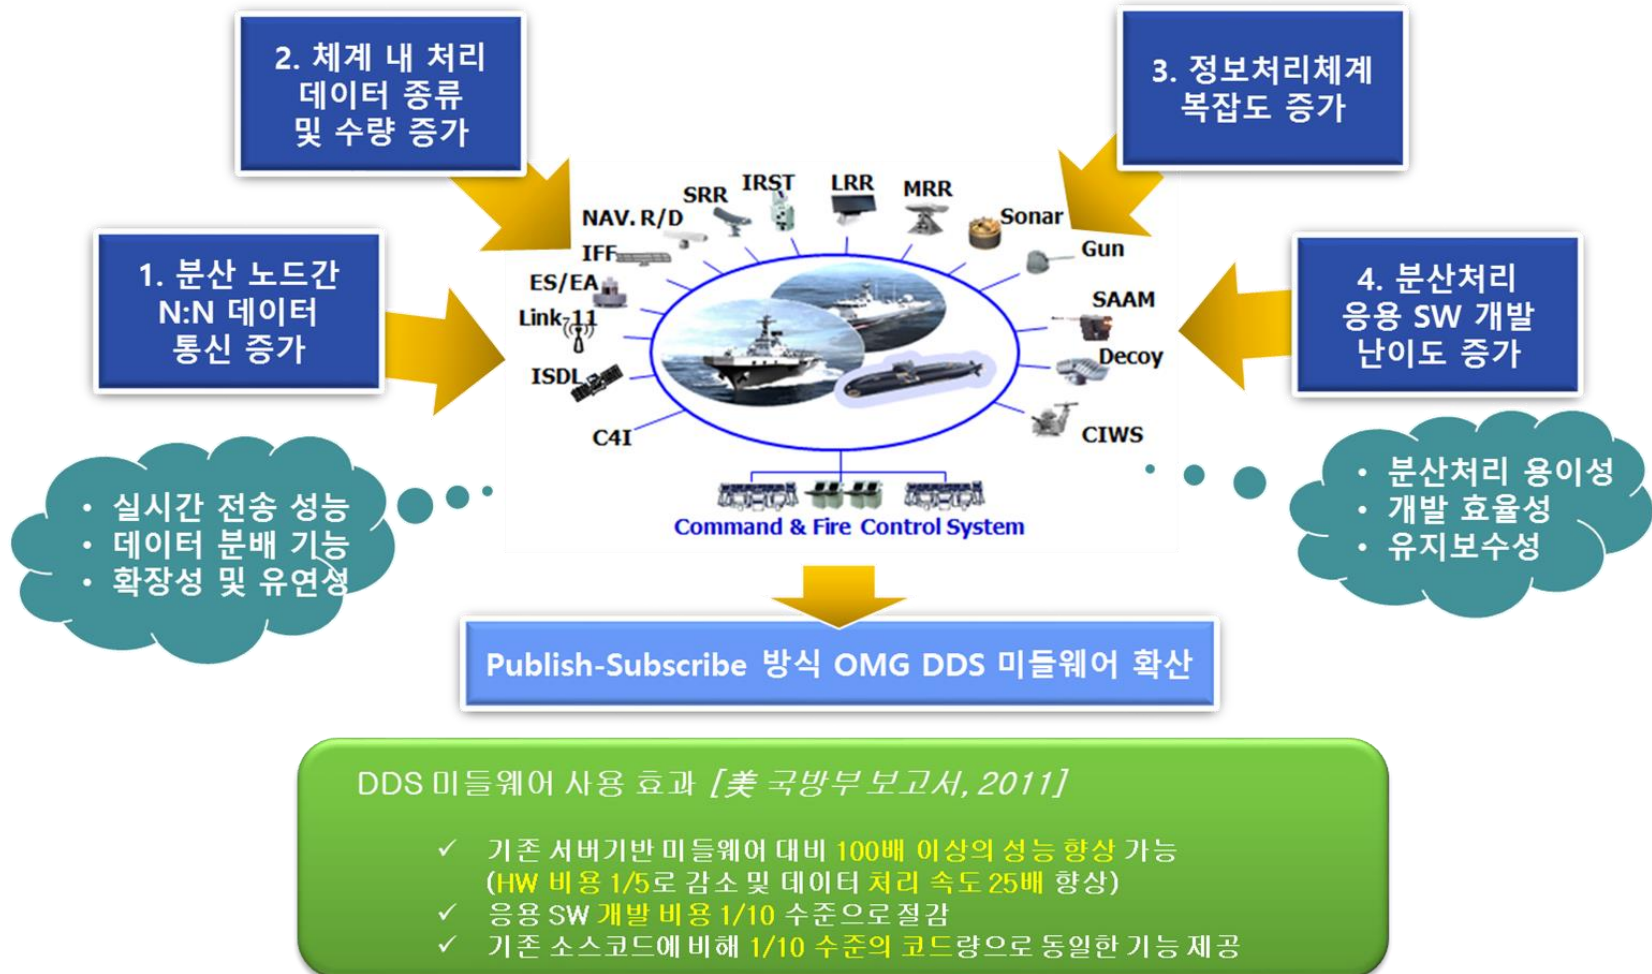 2. 체계 내 처리
데이터 종류
및 수량 증가
3. 정보처리체계
복잡도 증가
1. 분산 노드간
N:N 데이터
통신 증가
4. 분산처리
응용 SW 개발
난이도 증가
IRST
LRR
MRR
SRR
NAV. R/D
Sonar
IFF
Gun
ES/EA
SAAM
Link-11
Decoy
ISDL
C4I
CIWS
Command & Fire Control System
• 실시간 전송 성능
• 데이터 분배 기능
• 확장성 및 유연성
• 분산처리 용이성
• 개발 효율성
• 유지보수성
Publish-Subscribe 방식 OMG DDS 미들웨어 확산
DDS 미들웨어 사용 효과 [美 국방부 보고서, 2011]
✓ 기존 서버기반 미들웨어 대비 100배 이상의 성능 향상 가능
(HW 비용 1/5로 감소 및 데이터 처리 속도 25배 향상)
✓ 응용 SW 개발 비용 1/10 수준으로 절감
✓ 기존 소스코드에 비해 1/10 수준의 코드량으로 동일한 기능 제공